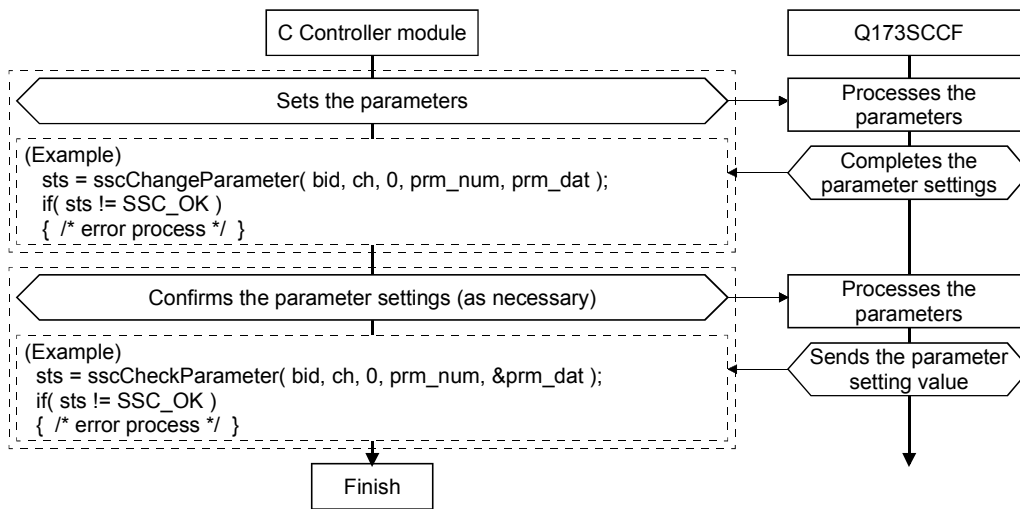 C Controller module
Q173SCCF
Sets the parameters
Processes the
parameters
(Example)
sts = sscChangeParameter( bid, ch, 0, prm_num, prm_dat );
if( sts != SSC_OK )
{  /* error process */  }
Completes the
parameter settings
Confirms the parameter settings (as necessary)
Processes the
parameters
(Example)
sts = sscCheckParameter( bid, ch, 0, prm_num, &prm_dat );
if( sts != SSC_OK )
{  /* error process */  }
Sends the parameter
setting value
Finish